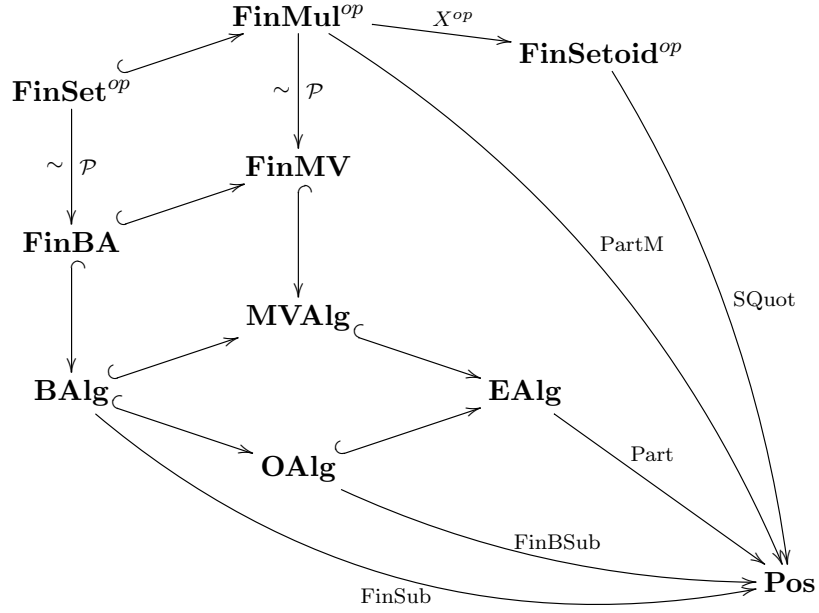 FinMul^op
X^op
FinSetoid^op
FinSet^op
∼ 𝒫
∼ 𝒫
FinMV
FinBA
PartM
SQuot
MVAlg
BAlg
EAlg
OAlg
Part
FinBSub
FinSub
Pos